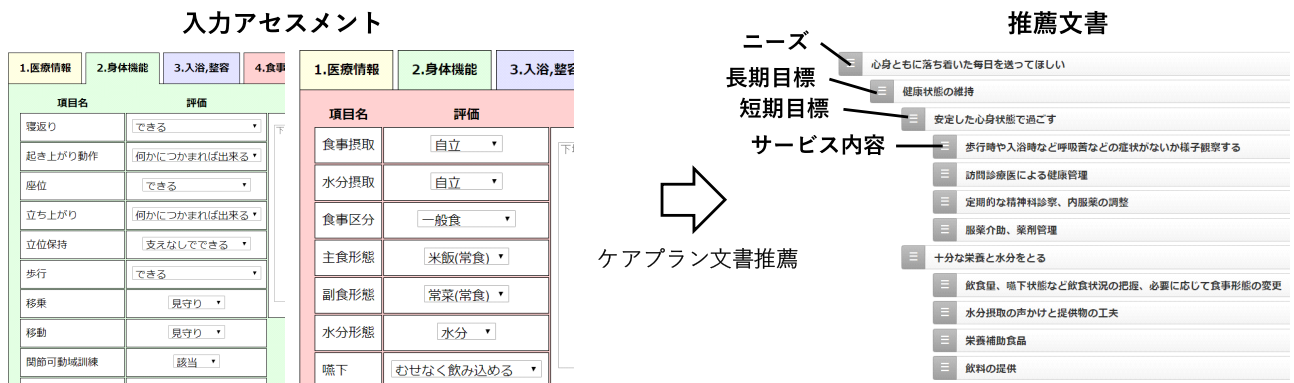 入力アセスメント
1.医療情報 2.身体機能 3.入浴,整容 4.食事
項目名 評価
寝返り できる
起き上がり動作 何かにつかまれば出来る
座位 できる
立ち上がり 何かにつかまれば出来る
立位保持 支えなしでできる
歩行 できる
移乗 見守り
移動 見守り
関節可動域訓練 該当
1.医療情報 2.身体機能 3.入浴,整容
項目名 評価
食事摂取 自立
水分摂取 自立
食事区分 一般食
主食形態 米飯(常食)
副食形態 常菜(常食)
水分形態 水分
嚥下 むせなく飲み込める
ケアプラン文書推薦
推薦文書
ニーズ
長期目標
短期目標
サービス内容
心身ともに落ち着いた毎日を送ってほしい
健康状態の維持
安定した心身状態で過ごす
歩行時や入浴時など呼吸苦などの症状がないか様子観察する
訪問診療医による健康管理
定期的な精神科診察、内服薬の調整
服薬介助、薬剤管理
十分な栄養と水分をとる
飲食量、嚥下状態など飲食状況の把握、必要に応じて食事形態の変更
水分摂取の声かけと提供物の工夫
栄養補助食品
飲料の提供